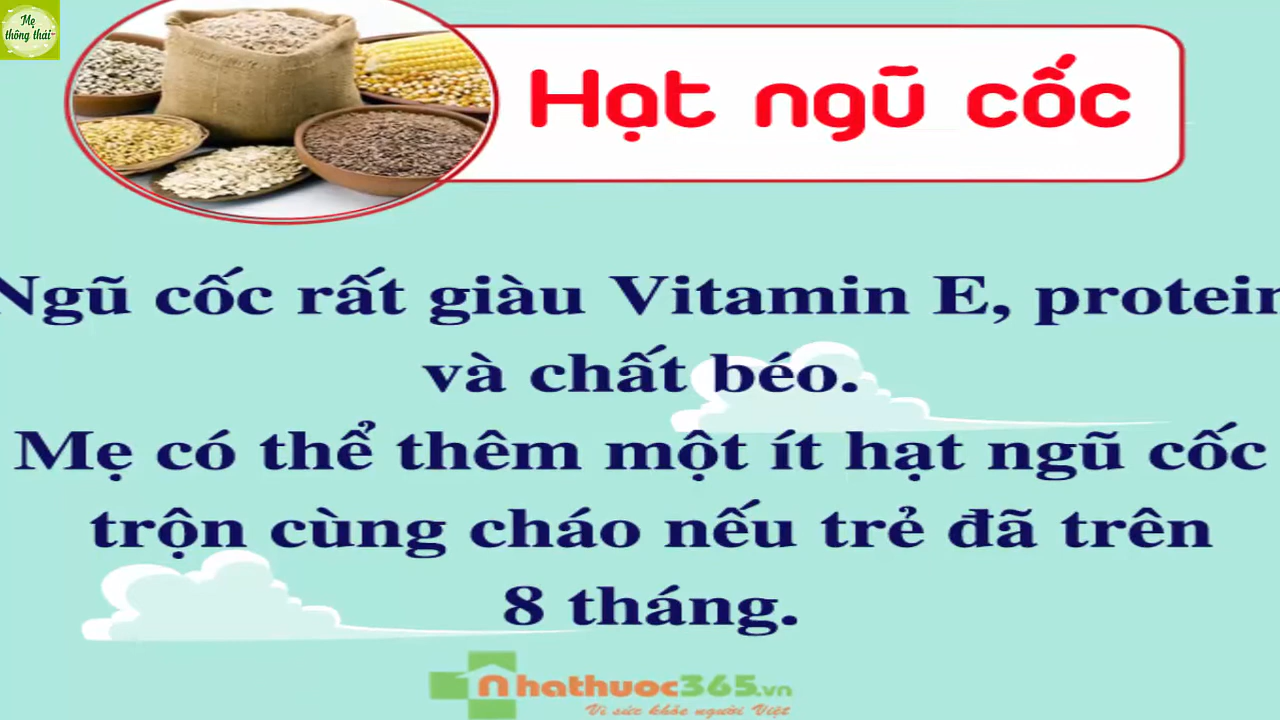 Mẹ
thông thái
Hạt ngũ cốc
Ngũ cốc rất giàu Vitamin E, protein
và chất béo.
Mẹ có thể thêm một ít hạt ngũ cốc
trộn cùng cháo nếu trẻ đã trên
8 tháng.
Nhathuoc365.vn
Vì sức khỏe người Việt